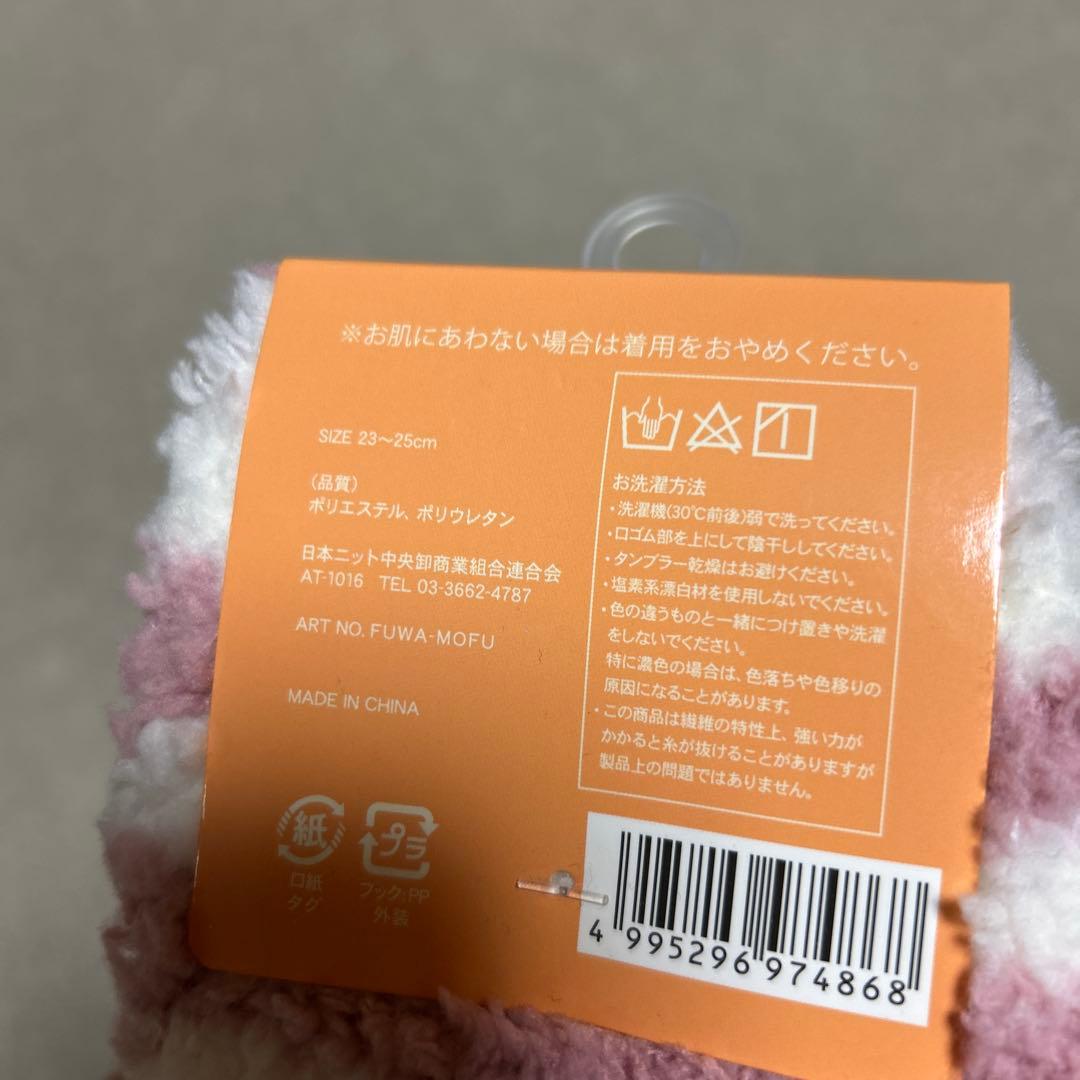 ※お肌にあわない場合は着用をおやめください。
SIZE 23～25cm
（品質）
ポリエステル、ポリウレタン
日本ニット中央卸商業組合連合会
AT-1016 TEL 03-3662-4787
ART NO. FUWA-MOFU
MADE IN CHINA
紙
口紙
タグ
プラ
フック:PP
外装
お洗濯方法
・洗濯機(30℃前後)弱で洗ってください。
・口ゴム部を上にして陰干ししてください。
・タンブラー乾燥はお避けください。
・塩素系漂白材を使用しないでください。
・色の違うものと一緒につけ置きや洗濯
をしないでください。
特に濃色の場合は、色落ちや色移りの
原因になることがあります。
・この商品は繊維の特性上、強い力が
かかると糸が抜けることがありますが
製品上の問題ではありません。
4 995296 974868